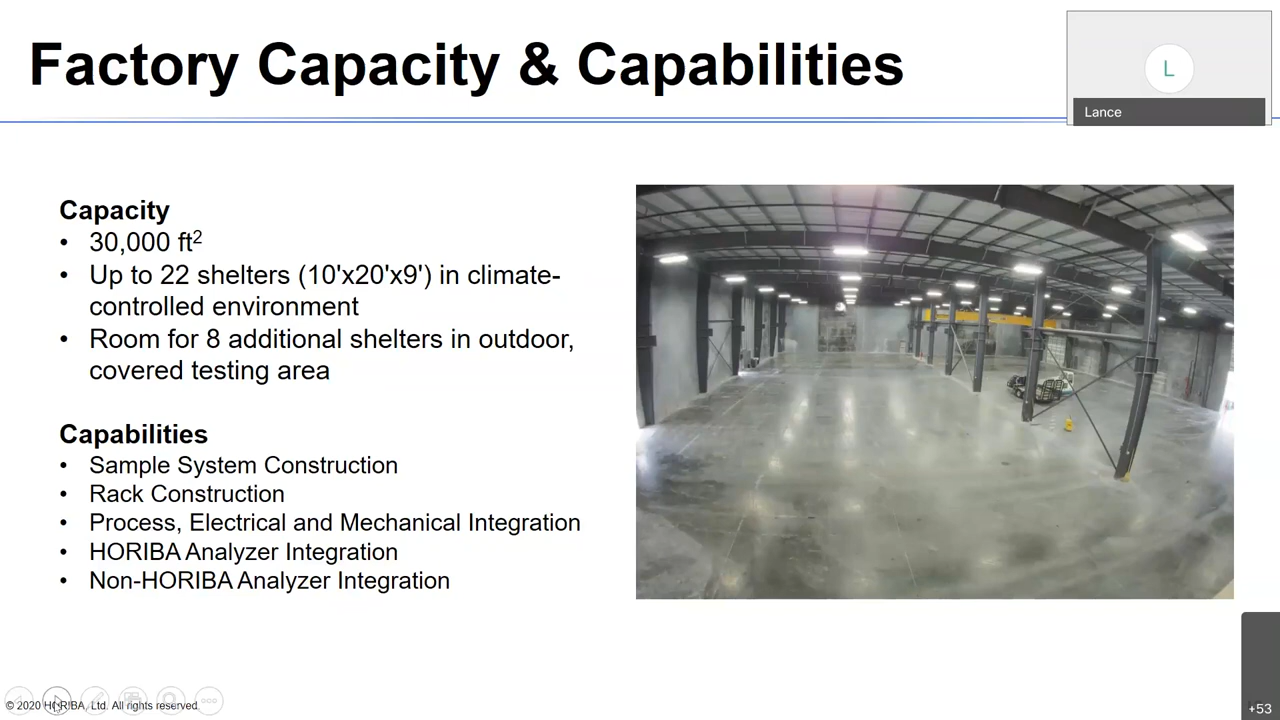 Factory Capacity & Capabilities
L
Lance
Capacity
• 30,000 ft²
• Up to 22 shelters (10'x20'x9') in climate-
controlled environment
• Room for 8 additional shelters in outdoor,
covered testing area
Capabilities
• Sample System Construction
• Rack Construction
• Process, Electrical and Mechanical Integration
• HORIBA Analyzer Integration
• Non-HORIBA Analyzer Integration
© 2020 HORIBA, Ltd. All rights reserved.
+53